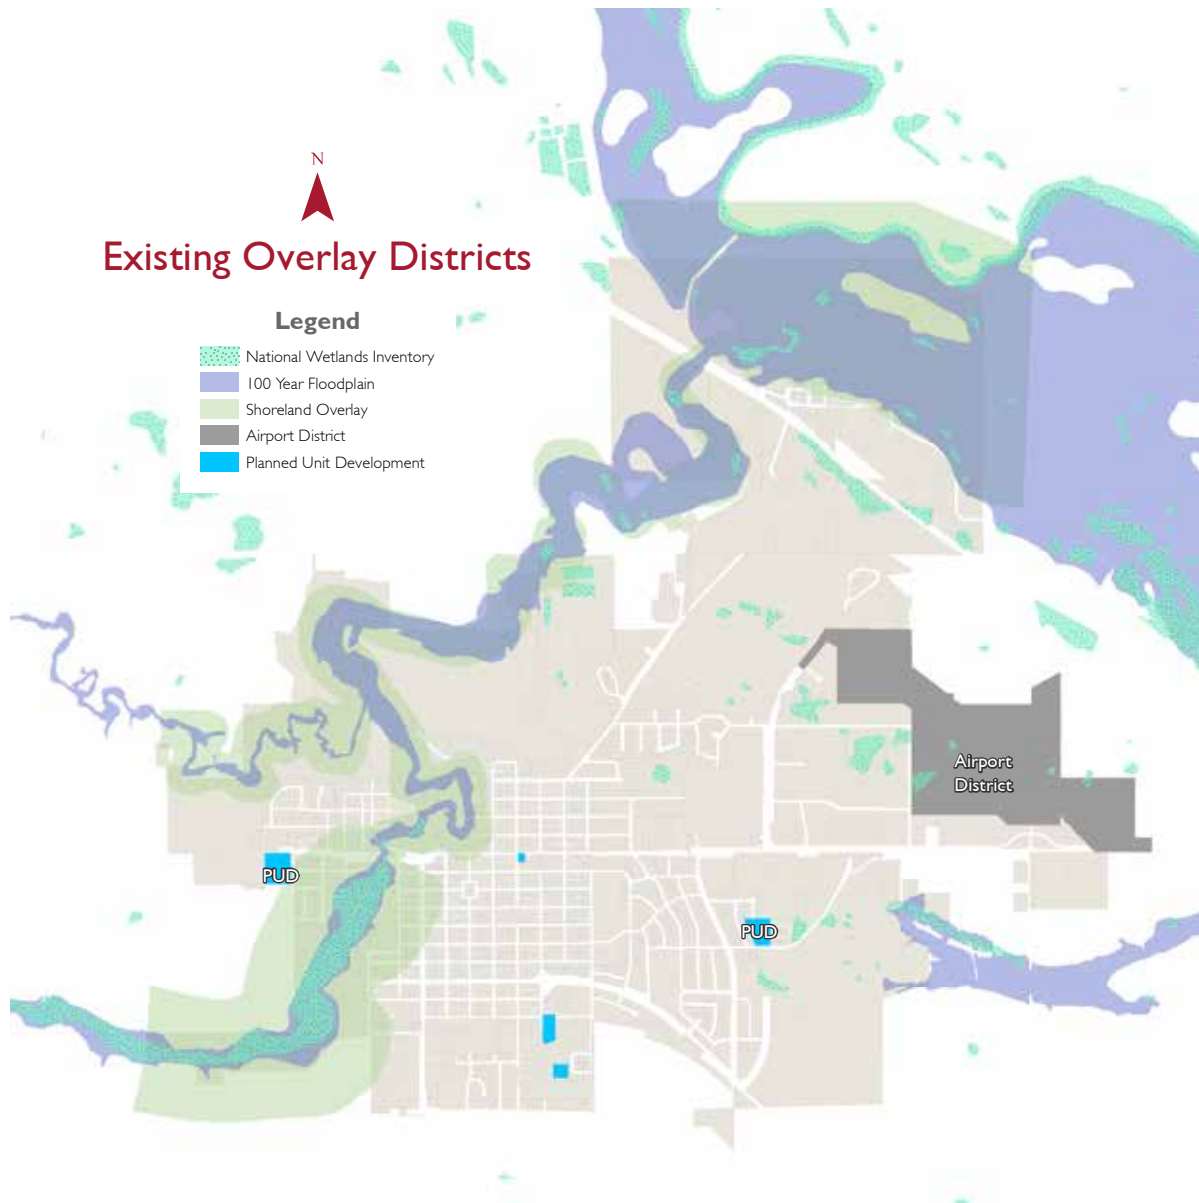 N
Existing Overlay Districts
Legend
National Wetlands Inventory
100 Year Floodplain
Shoreland Overlay
Airport District
Planned Unit Development
Airport
District
PUD
PUD